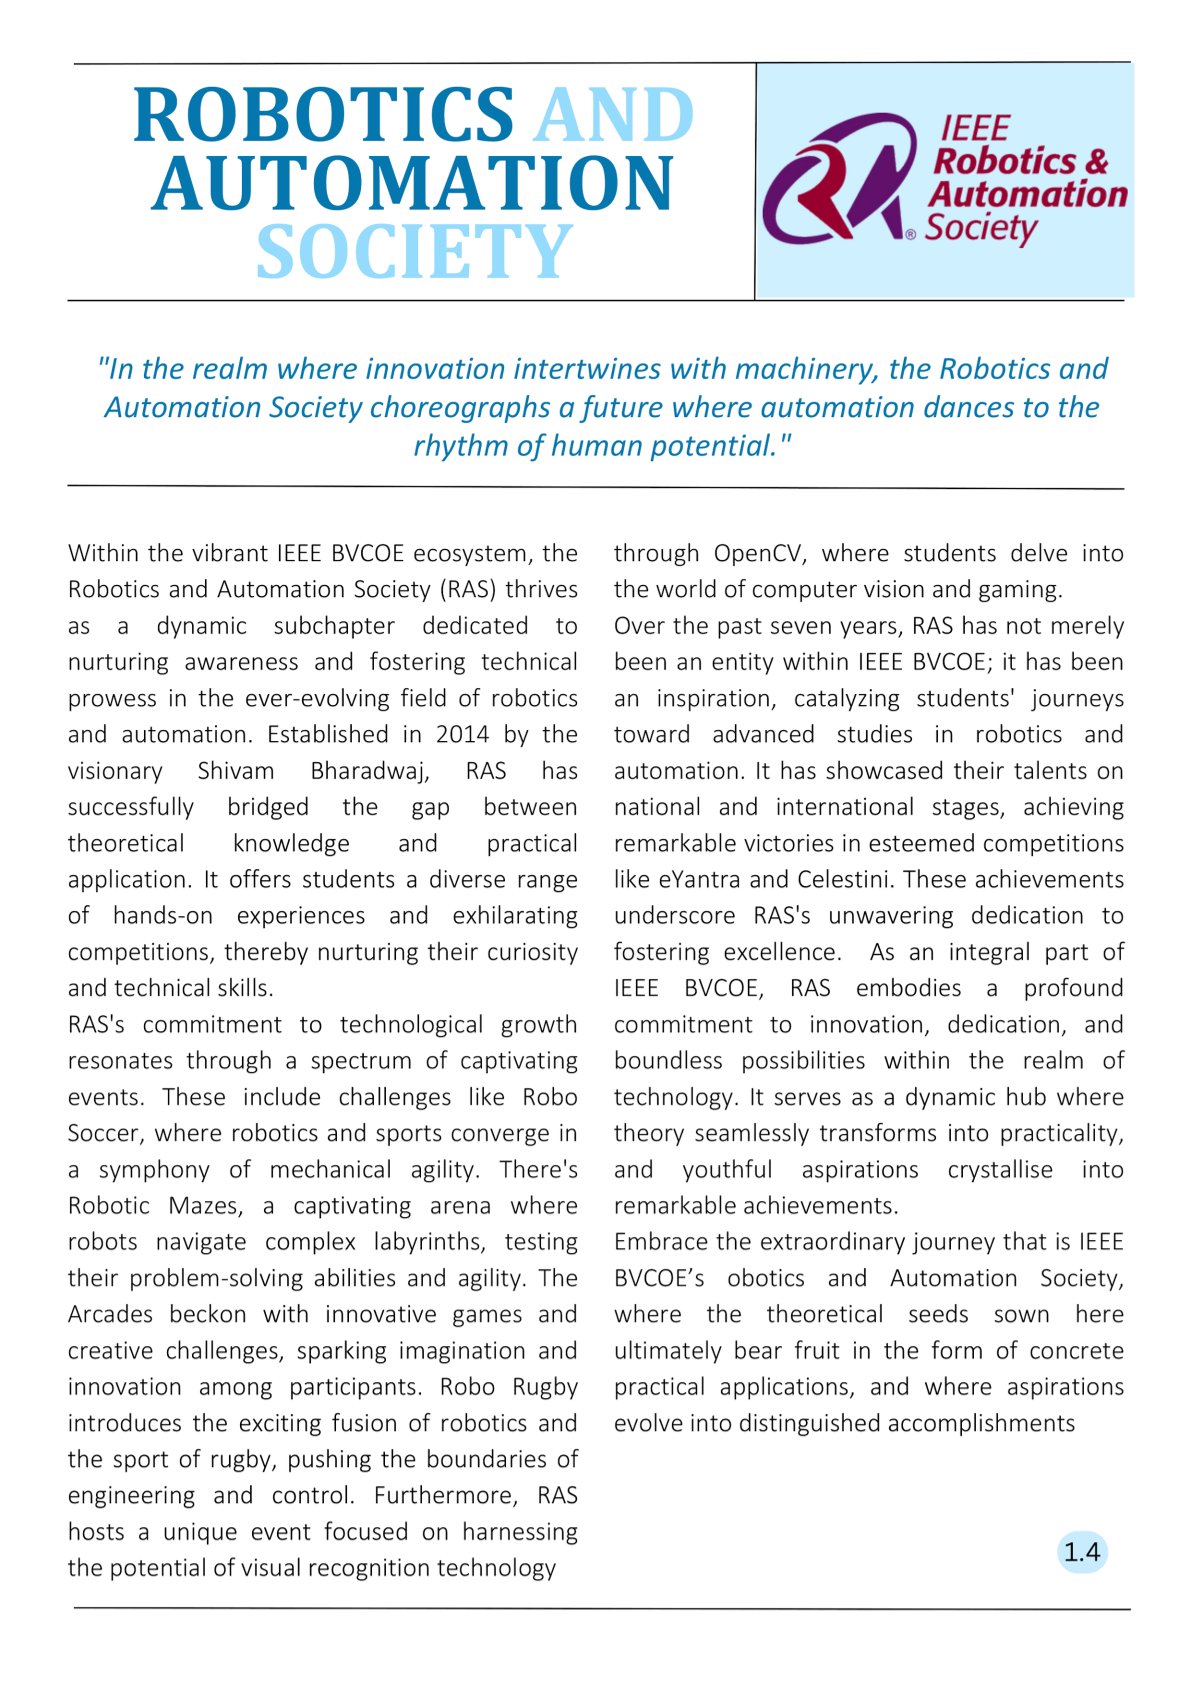 ROBOTICS AND
AUTOMATION
SOCIETY
IEEE
Robotics &
Automation
Society
®
"In the realm where innovation intertwines with machinery, the Robotics and
Automation Society choreographs a future where automation dances to the
rhythm of human potential."
Within the vibrant IEEE BVCOE ecosystem, the
Robotics and Automation Society (RAS) thrives
as a dynamic subchapter dedicated to
nurturing awareness and fostering technical
prowess in the ever-evolving field of robotics
and automation. Established in 2014 by the
visionary Shivam Bharadwaj, RAS has
successfully bridged the gap between
theoretical knowledge and practical
application. It offers students a diverse range
of hands-on experiences and exhilarating
competitions, thereby nurturing their curiosity
and technical skills.
RAS's commitment to technological growth
resonates through a spectrum of captivating
events. These include challenges like Robo
Soccer, where robotics and sports converge in
a symphony of mechanical agility. There's
Robotic Mazes, a captivating arena where
robots navigate complex labyrinths, testing
their problem-solving abilities and agility. The
Arcades beckon with innovative games and
creative challenges, sparking imagination and
innovation among participants. Robo Rugby
introduces the exciting fusion of robotics and
the sport of rugby, pushing the boundaries of
engineering and control. Furthermore, RAS
hosts a unique event focused on harnessing
the potential of visual recognition technology
through OpenCV, where students delve into
the world of computer vision and gaming.
Over the past seven years, RAS has not merely
been an entity within IEEE BVCOE; it has been
an inspiration, catalyzing students' journeys
toward advanced studies in robotics and
automation. It has showcased their talents on
national and international stages, achieving
remarkable victories in esteemed competitions
like eYantra and Celestini. These achievements
underscore RAS's unwavering dedication to
fostering excellence.  As an integral part of
IEEE BVCOE, RAS embodies a profound
commitment to innovation, dedication, and
boundless possibilities within the realm of
technology. It serves as a dynamic hub where
theory seamlessly transforms into practicality,
and youthful aspirations crystallise into
remarkable achievements.
Embrace the extraordinary journey that is IEEE
BVCOE’s obotics and Automation Society,
where the theoretical seeds sown here
ultimately bear fruit in the form of concrete
practical applications, and where aspirations
evolve into distinguished accomplishments
1.4